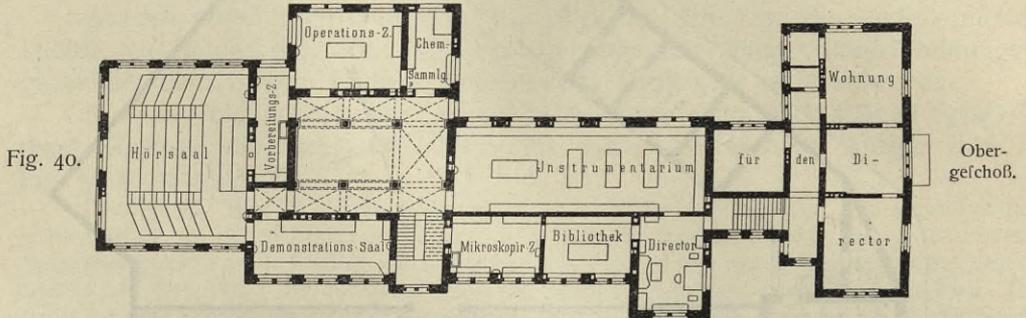 Operations-Z.
Chem.
Sammlg.
Wohnung
Fig. 40.
Hörsaal
Vorbereitungs-Z.
Jnstrumentarium
für
den
Di-
Ober-
geſchoß.
Demonstrations-Saal
Mikroskopir-Z.
Bibliothek
Director
rector